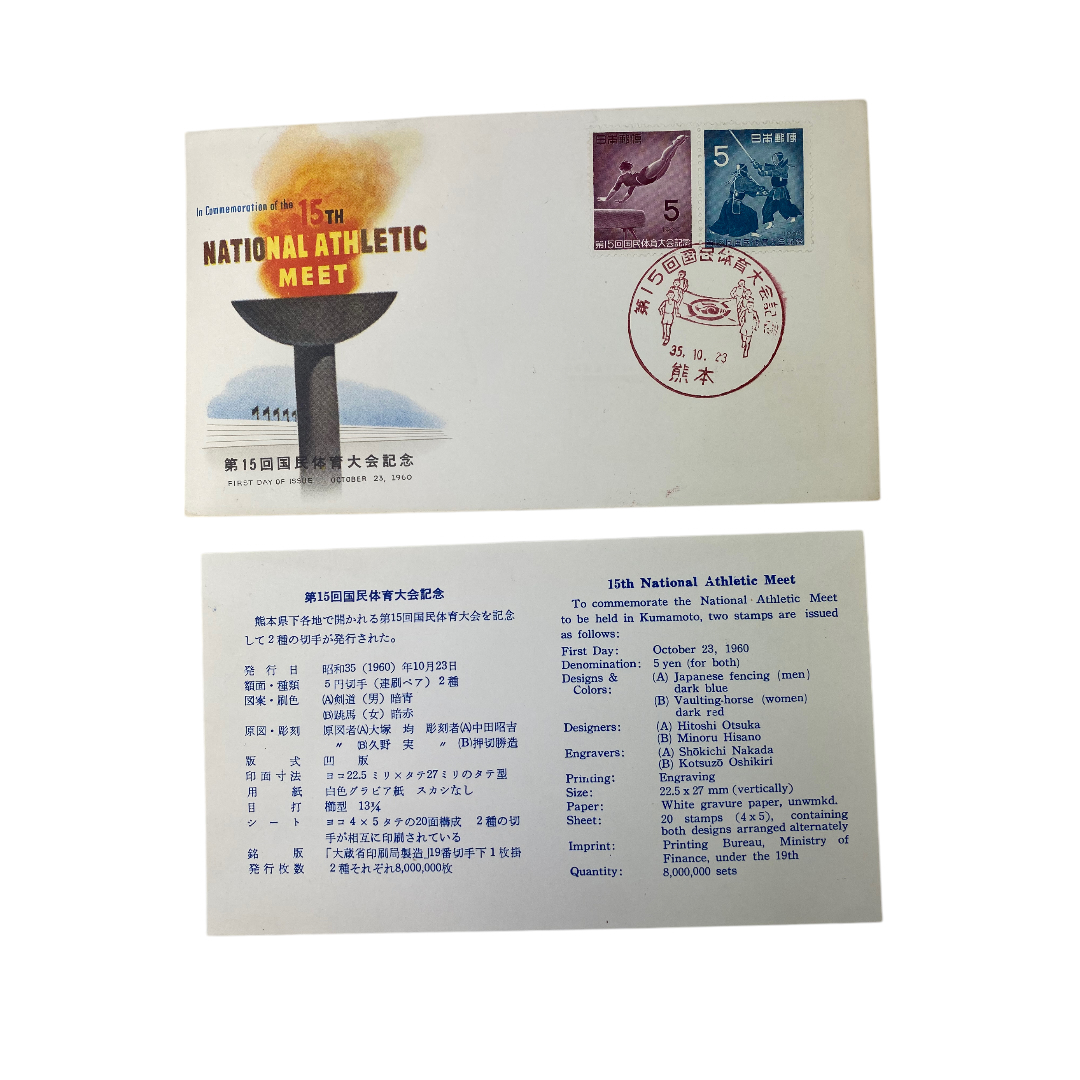 In Commemoration of the 15TH
NATIONAL ATHLETIC
MEET
第15回国民体育大会記念
FIRST DAY OF ISSUE OCTOBER 23, 1960
日本郵便
5
第15回国民体育大会記念
日本郵便
5
第15回国民体育大会記念
35.10.23
熊本
第15回国民体育大会記念
熊本県下各地で開かれる第15回国民体育大会を記念
して2種の切手が発行された。
発行日 昭和35(1960)年10月23日
額面・種類 5円切手(連刷ペア)2種
図案・刷色 (A)剣道(男)暗青
(B)跳馬(女)暗赤
原図・彫刻 原図者(A)大塚 均 彫刻者(A)中田昭吉
〃 (B)久野 実 〃 (B)押切勝造
版式 凹版
印面寸法 ヨコ22.5ミリ×タテ27ミリのタテ型
用紙 白色グラビア紙 スカシなし
目打 櫛型 13¼
シート ヨコ4×5タテの20面構成 2種の切
手が相互に印刷されている
銘版 「大蔵省印刷局製造」19番切手下1枚掛
発行枚数 2種それぞれ8,000,000枚
15th National Athletic Meet
To commemorate the National Athletic Meet
to be held in Kumamoto, two stamps are issued
as follows:
First Day: October 23, 1960
Denomination: 5 yen (for both)
Designs & Colors: (A) Japanese fencing (men)
dark blue
(B) Vaulting-horse (women)
dark red
Designers: (A) Hitoshi Otsuka
(B) Minoru Hisano
Engravers: (A) Shōkichi Nakada
(B) Kotsuzō Oshikiri
Printing: Engraving
Size: 22.5 x 27 mm (vertically)
Paper: White gravure paper, unwmkd.
Sheet: 20 stamps (4x5), containing
both designs arranged alternately
Imprint: Printing Bureau, Ministry of
Finance, under the 19th
Quantity: 8,000,000 sets